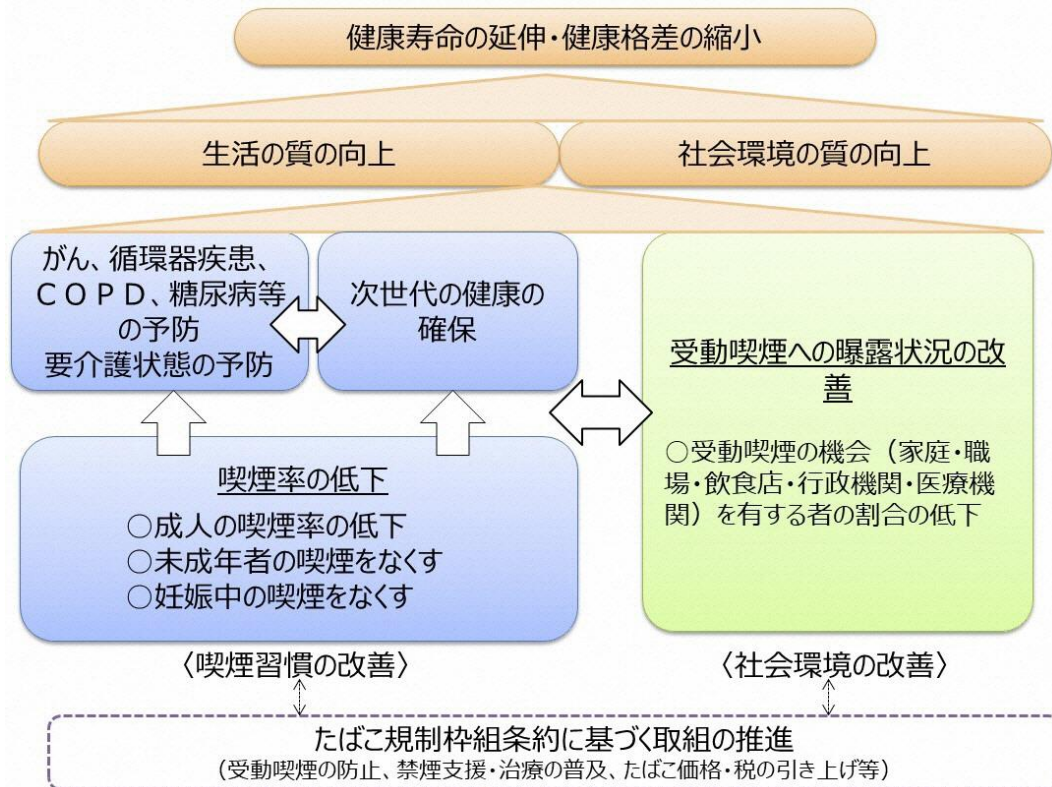 健康寿命の延伸・健康格差の縮小
生活の質の向上
社会環境の質の向上
がん、循環器疾患、
ＣＯＰＤ、糖尿病等
の予防
要介護状態の予防
次世代の健康の
確保
受動喫煙への曝露状況の改
善
○受動喫煙の機会（家庭・職
場・飲食店・行政機関・医療機
関）を有する者の割合の低下
喫煙率の低下
○成人の喫煙率の低下
○未成年者の喫煙をなくす
○妊娠中の喫煙をなくす
〈喫煙習慣の改善〉
〈社会環境の改善〉
たばこ規制枠組条約に基づく取組の推進
（受動喫煙の防止、禁煙支援・治療の普及、たばこ価格・税の引き上げ等）